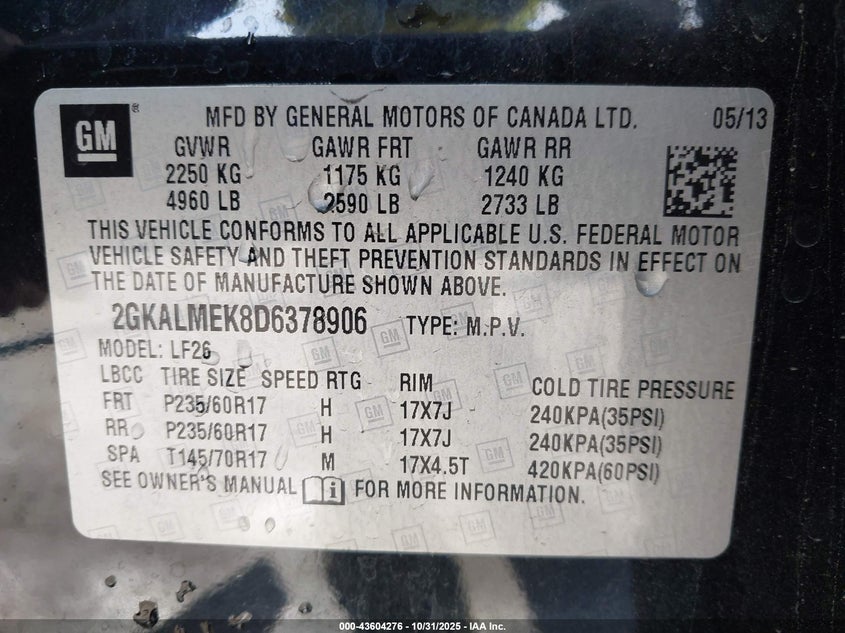 GM
MFD BY GENERAL MOTORS OF CANADA LTD. 05/13
GVWR GAWR FRT GAWR RR
2250 KG 1175 KG 1240 KG
4960 LB 2590 LB 2733 LB
THIS VEHICLE CONFORMS TO ALL APPLICABLE U.S. FEDERAL MOTOR
VEHICLE SAFETY AND THEFT PREVENTION STANDARDS IN EFFECT ON
THE DATE OF MANUFACTURE SHOWN ABOVE.
2GKALMEK8D6378906 TYPE: M.P.V.
MODEL: LF26
LBCC TIRE SIZE SPEED RTG RIM COLD TIRE PRESSURE
FRT P235/60R17 H 17X7J 240KPA(35PSI)
RR P235/60R17 H 17X7J 240KPA(35PSI)
SPA T145/70R17 M 17X4.5T 420KPA(60PSI)
SEE OWNER'S MANUAL FOR MORE INFORMATION.
000-43604276 - 10/31/2025 - IAA Inc.